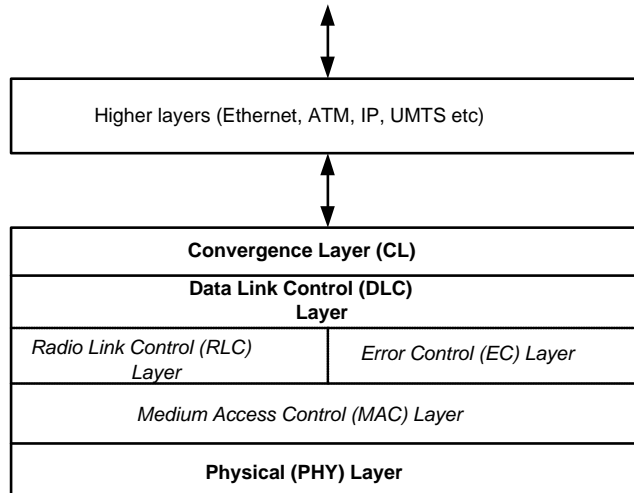 Higher layers (Ethernet, ATM, IP, UMTS etc)
Convergence Layer (CL)
Data Link Control (DLC)
Layer
Radio Link Control (RLC)
Layer
Error Control (EC) Layer
Medium Access Control (MAC) Layer
Physical (PHY) Layer